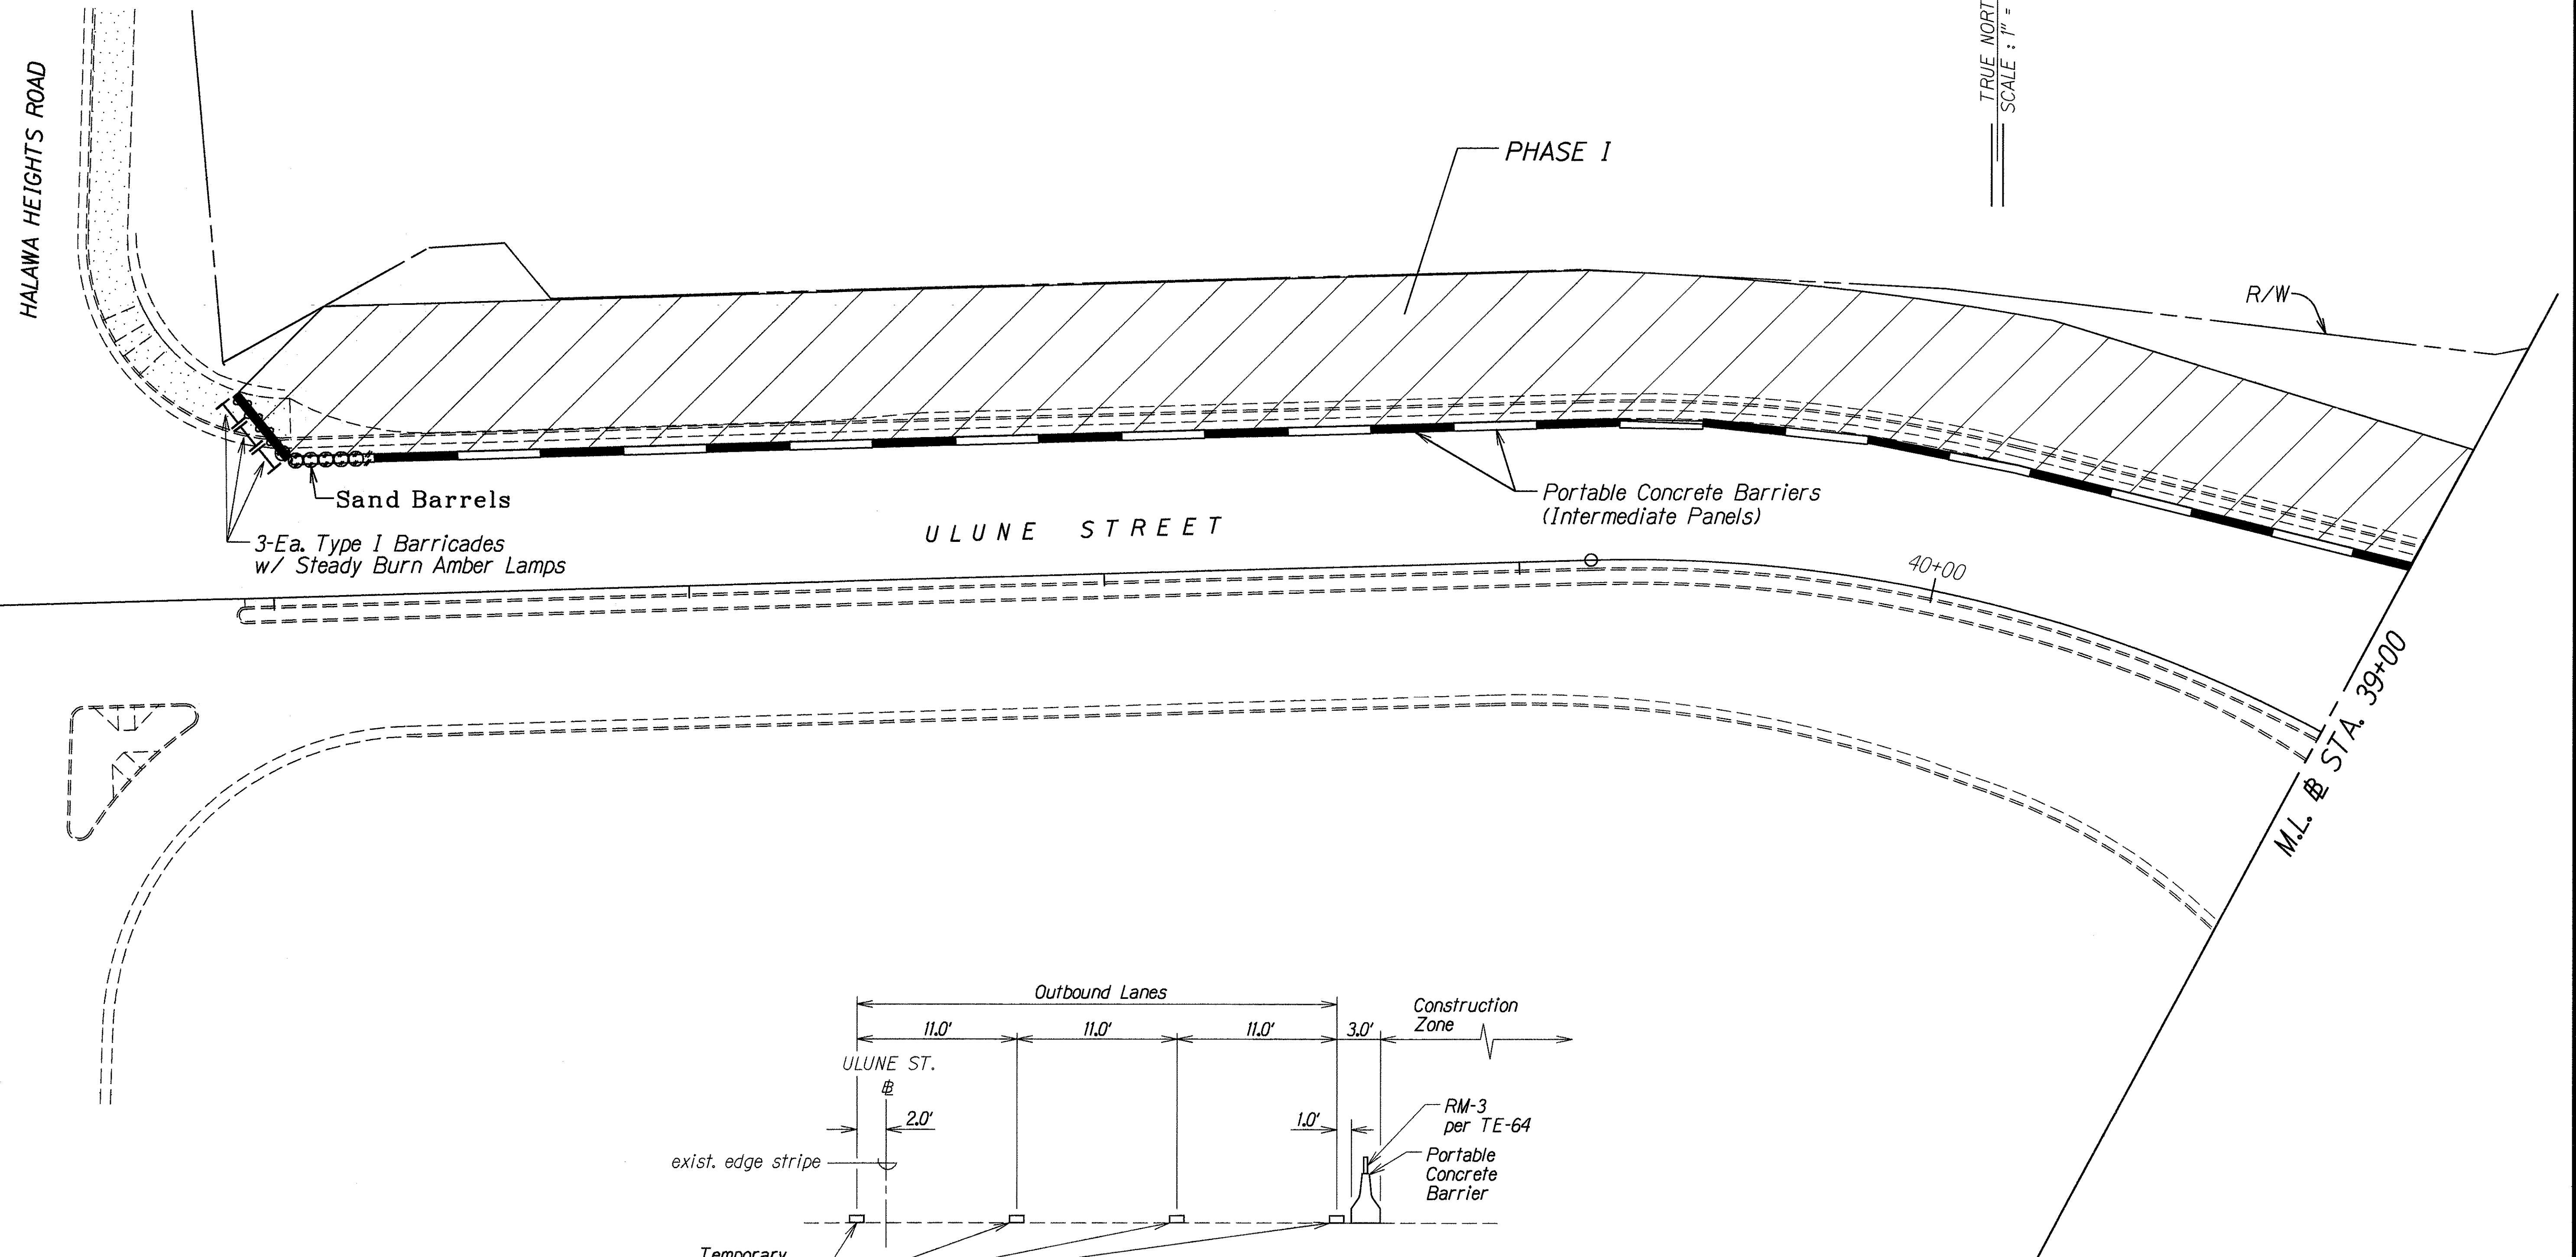 HALAWA HEIGHTS ROAD
TRUE NORT
SCALE : 1" =
PHASE I
R/W
Sand Barrels
3-Ea. Type I Barricades
w/ Steady Burn Amber Lamps
ULUNE STREET
Portable Concrete Barriers
(Intermediate Panels)
40+00
M.L. BL STA. 39+00
Outbound Lanes
11.0' 11.0' 11.0' 3.0'
Construction
Zone
ULUNE ST.
BL
2.0'
1.0'
RM-3
per TE-64
exist. edge stripe
Portable
Concrete
Barrier
Temporary